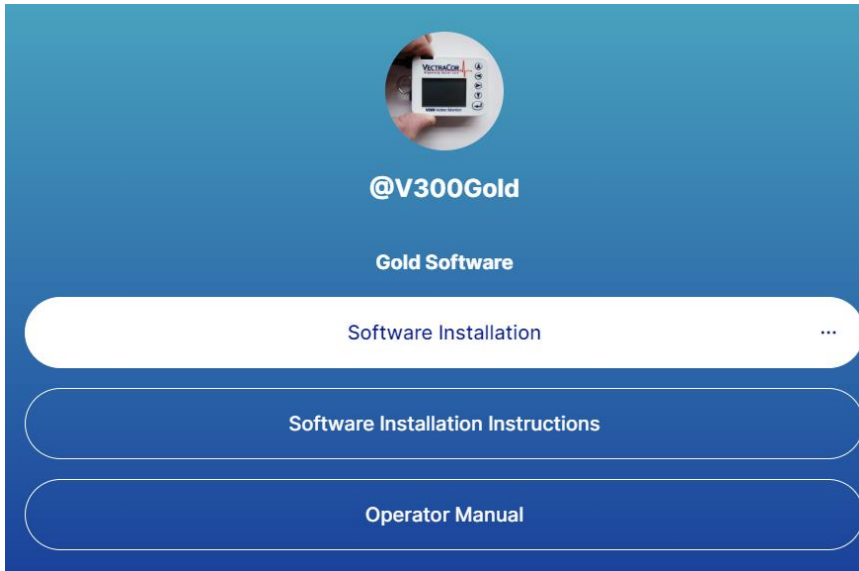 VECTRACOR
@V300Gold
Gold Software
Software Installation
...
Software Installation Instructions
Operator Manual